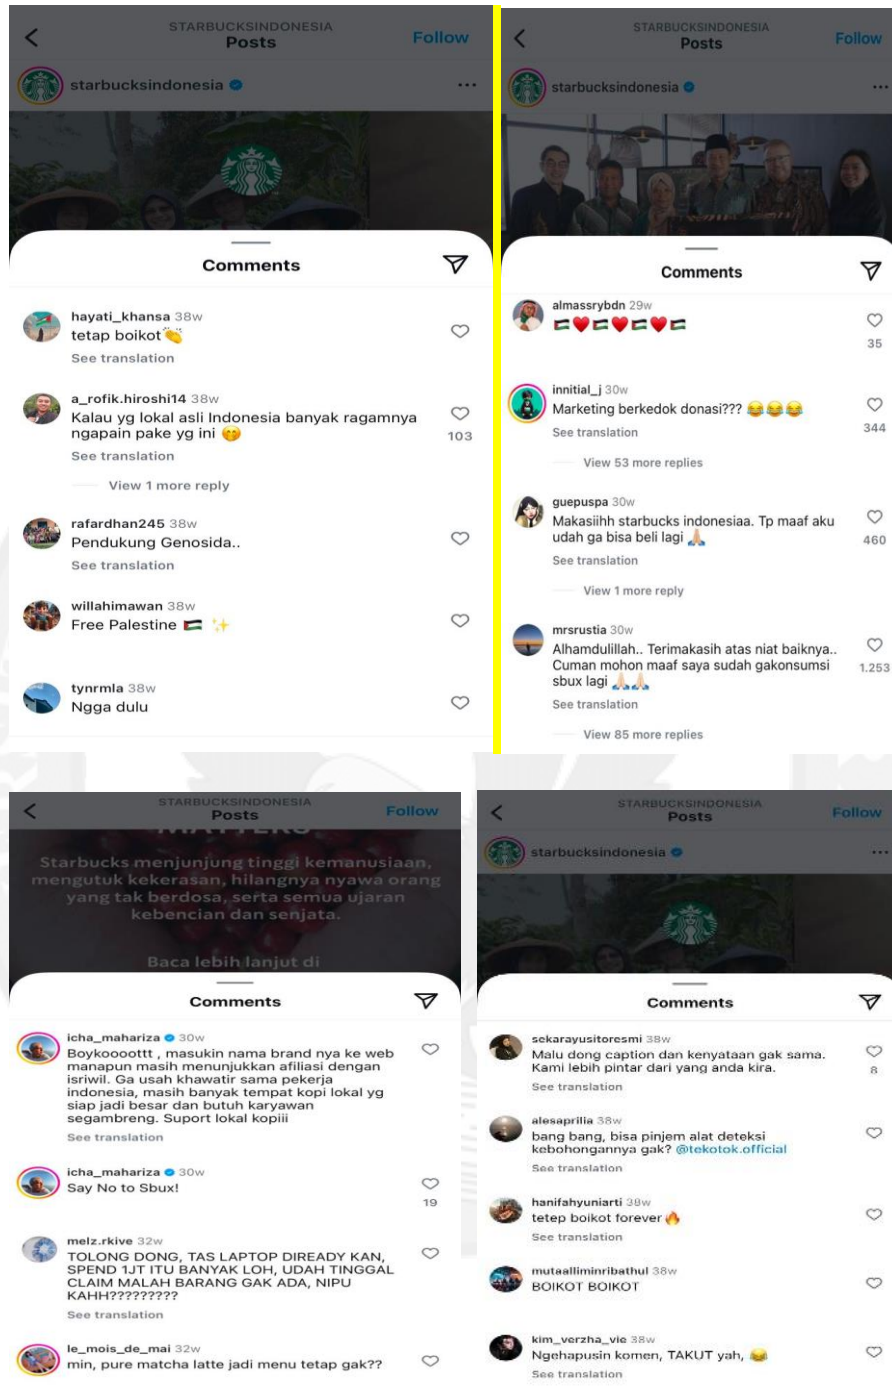 STARBUCKSINDONESIA
Posts
Follow
starbucksindonesia
Comments
hayati_khansa 38w
tetap boikot👏
See translation
a_rofik.hiroshi14 38w
Kalau yg lokal asli Indonesia banyak ragamnya
ngapain pake yg ini 🤭
103
See translation
View 1 more reply
rafardhan245 38w
Pendukung Genosida..
See translation
willahimawan 38w
Free Palestine 🇵🇸 ✨
tynrmla 38w
Ngga dulu
STARBUCKSINDONESIA
Posts
Follow
starbucksindonesia
Comments
almassrybdn 29w
🇵🇸❤️🇵🇸❤️🇵🇸❤️🇵🇸
35
innitial_j 30w
Marketing berkedok donasi??? 😂😂😂
344
See translation
View 53 more replies
guepuspa 30w
Makasiihh starbucks indonesiaa. Tp maaf aku
udah ga bisa beli lagi 🙏🏻
460
See translation
View 1 more reply
mrsrustia 30w
Alhamdulillah.. Terimakasih atas niat baiknya..
Cuman mohon maaf saya sudah gakonsumsi
sbux lagi 🙏🏻🙏🏻
1.253
See translation
View 85 more replies
STARBUCKSINDONESIA
Posts
Follow
MATTERS
Starbucks menjunjung tinggi kemanusiaan,
mengutuk kekerasan, hilangnya nyawa orang
yang tak berdosa, serta semua ujaran
kebencian dan senjata.
Baca lebih lanjut di
Comments
icha_mahariza 30w
Boykoooottt , masukin nama brand nya ke web
manapun masih menunjukkan afiliasi dengan
isriwil. Ga usah khawatir sama pekerja
indonesia, masih banyak tempat kopi lokal yg
siap jadi besar dan butuh karyawan
segambreng. Suport lokal kopiii
See translation
icha_mahariza 30w
Say No to Sbux!
19
melz.rkive 32w
TOLONG DONG, TAS LAPTOP DIREADY KAN,
SPEND 1JT ITU BANYAK LOH, UDAH TINGGAL
CLAIM MALAH BARANG GAK ADA, NIPU
KAHH?????????
See translation
le_mois_de_mai 32w
min, pure matcha latte jadi menu tetap gak??
STARBUCKSINDONESIA
Posts
Follow
starbucksindonesia
Comments
sekarayusitoresmi 38w
Malu dong caption dan kenyataan gak sama.
Kami lebih pintar dari yang anda kira.
8
See translation
alesaprilia 38w
bang bang, bisa pinjem alat deteksi
kebohongannya gak? @tekotok.official
See translation
hanifahyuniarti 38w
tetep boikot forever🔥
See translation
mutaalliminribathul 38w
BOIKOT BOIKOT
kim_verzha_vie 38w
Ngehapusin komen, TAKUT yah, 😂
See translation